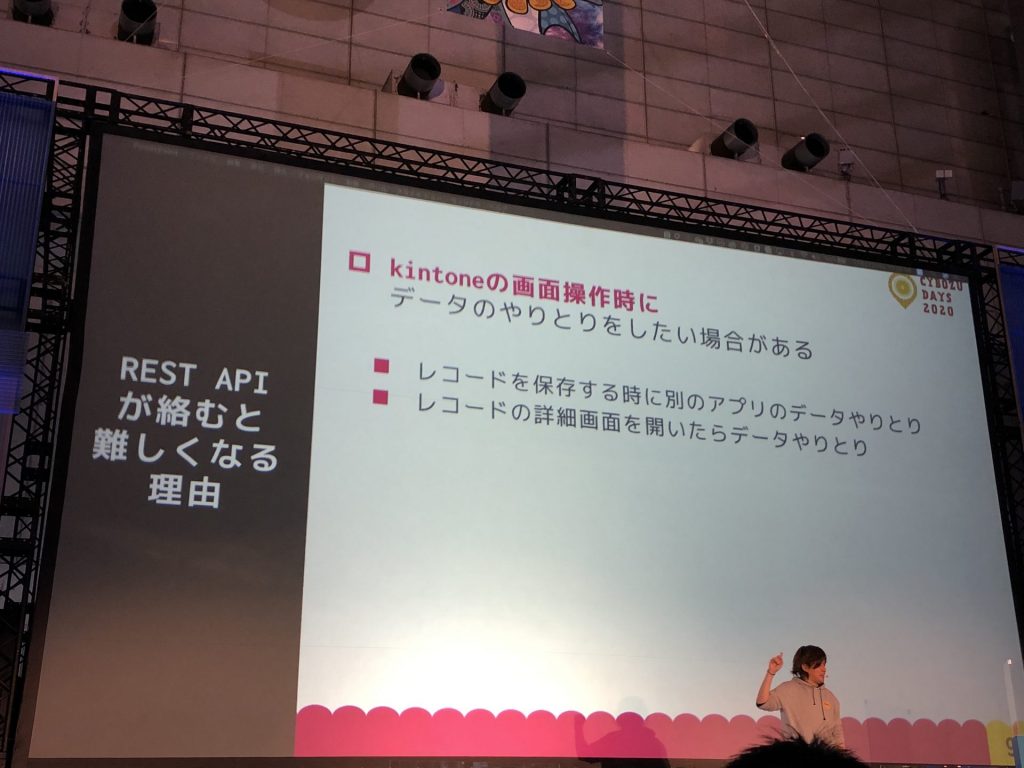 REST API
が絡むと
難しくなる
理由
kintoneの画面操作時に
データのやりとりをしたい場合がある
レコードを保存する時に別のアプリのデータやりとり
レコードの詳細画面を開いたらデータやりとり
CYBOZU
DAYS
2020